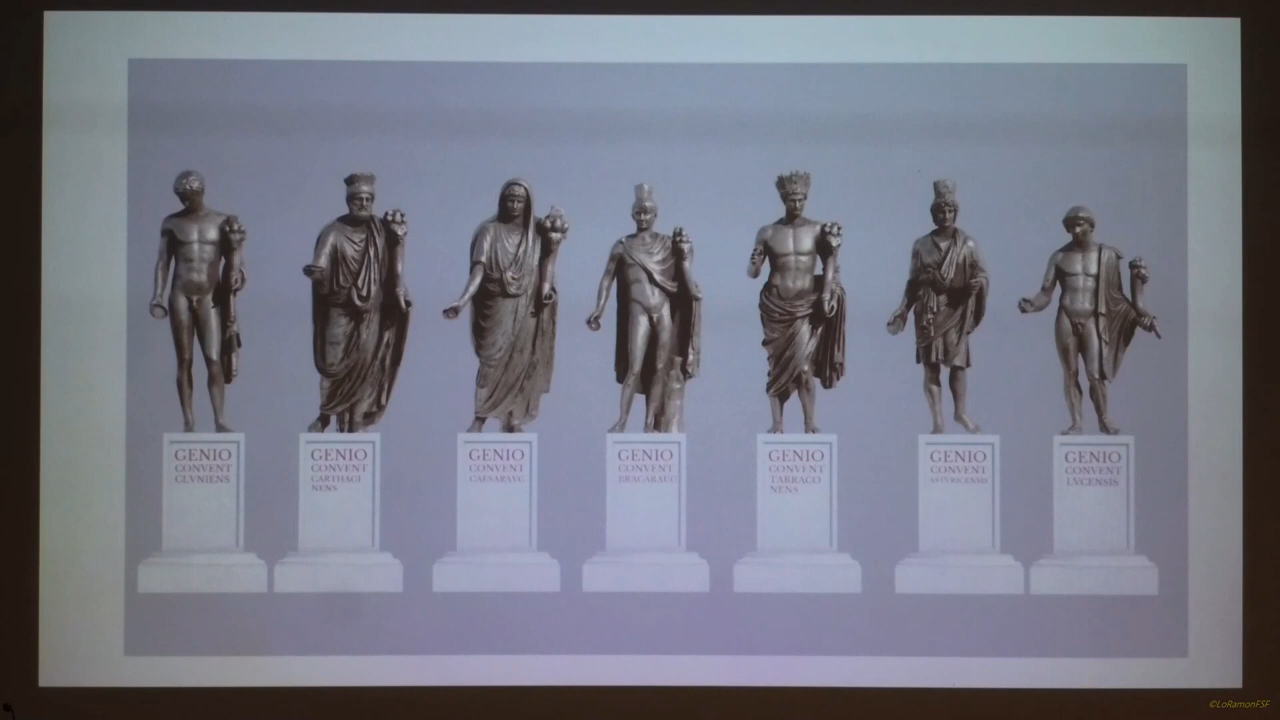 GENIO
CONVENT
CLVNIENS
GENIO
CONVENT
CARTHAGI
NENS
GENIO
CONVENT
CAESARAVG
GENIO
CONVENT
BRACARAVG
GENIO
CONVENT
TARRACO
NENS
GENIO
CONVENT
ASTVRICENSIS
GENIO
CONVENT
LVCENSIS
©LoRamonFSF